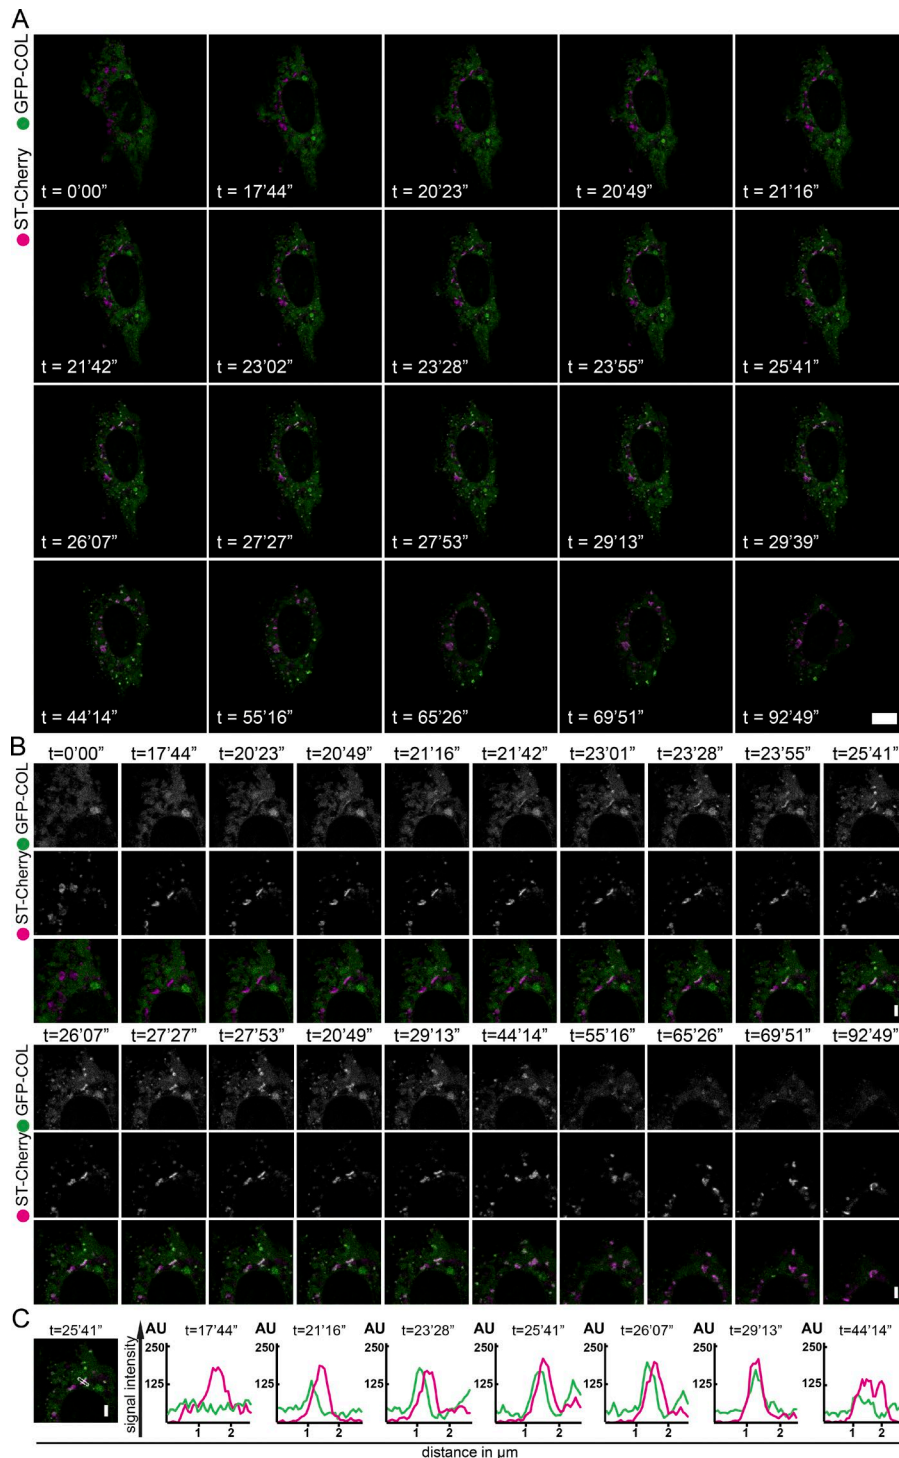 A
ST-Cherry GFP-COL
t = 0'00” t = 17'44” t = 20'23” t = 20'49” t = 21'16”
t = 21'42” t = 23'02” t = 23'28” t = 23'55” t = 25'41”
t = 26'07” t = 27'27” t = 27'53” t = 29'13” t = 29'39”
t = 44'14” t = 55'16” t = 65'26” t = 69'51” t = 92'49”
B
t=0'00” t=17'44” t=20'23” t=20'49” t=21'16” t=21'42” t=23'01” t=23'28” t=23'55” t=25'41”
ST-Cherry GFP-COL
t=26'07” t=27'27” t=27'53” t=20'49” t=29'13” t=44'14” t=55'16” t=65'26” t=69'51” t=92'49”
ST-Cherry GFP-COL
C
t=25'41” AU t=17'44” AU t=21'16” AU t=23'28” AU t=25'41” AU t=26'07” AU t=29'13” AU t=44'14”
signal intensity
250 250 250 250 250 250 250
125 125 125 125 125 125 125
1 2 1 2 1 2 1 2 1 2 1 2 1 2
distance in μm